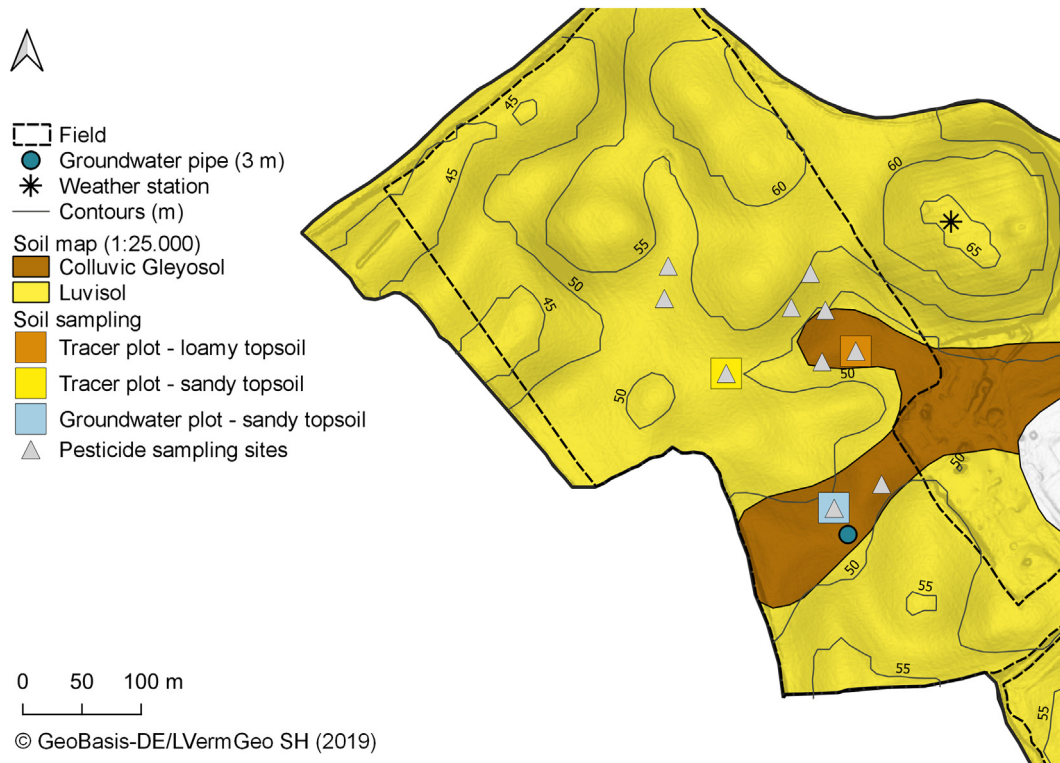 Field
Groundwater pipe (3 m)
Weather station
Contours (m)
Soil map (1:25.000)
Colluvic Gleyosol
Luvisol
Soil sampling
Tracer plot - loamy topsoil
Tracer plot - sandy topsoil
Groundwater plot - sandy topsoil
Pesticide sampling sites
0 50 100 m
© GeoBasis-DE/LVermGeo SH (2019)
45
45
60
60
65
55
50
45
50
50
50
50
55
55
55